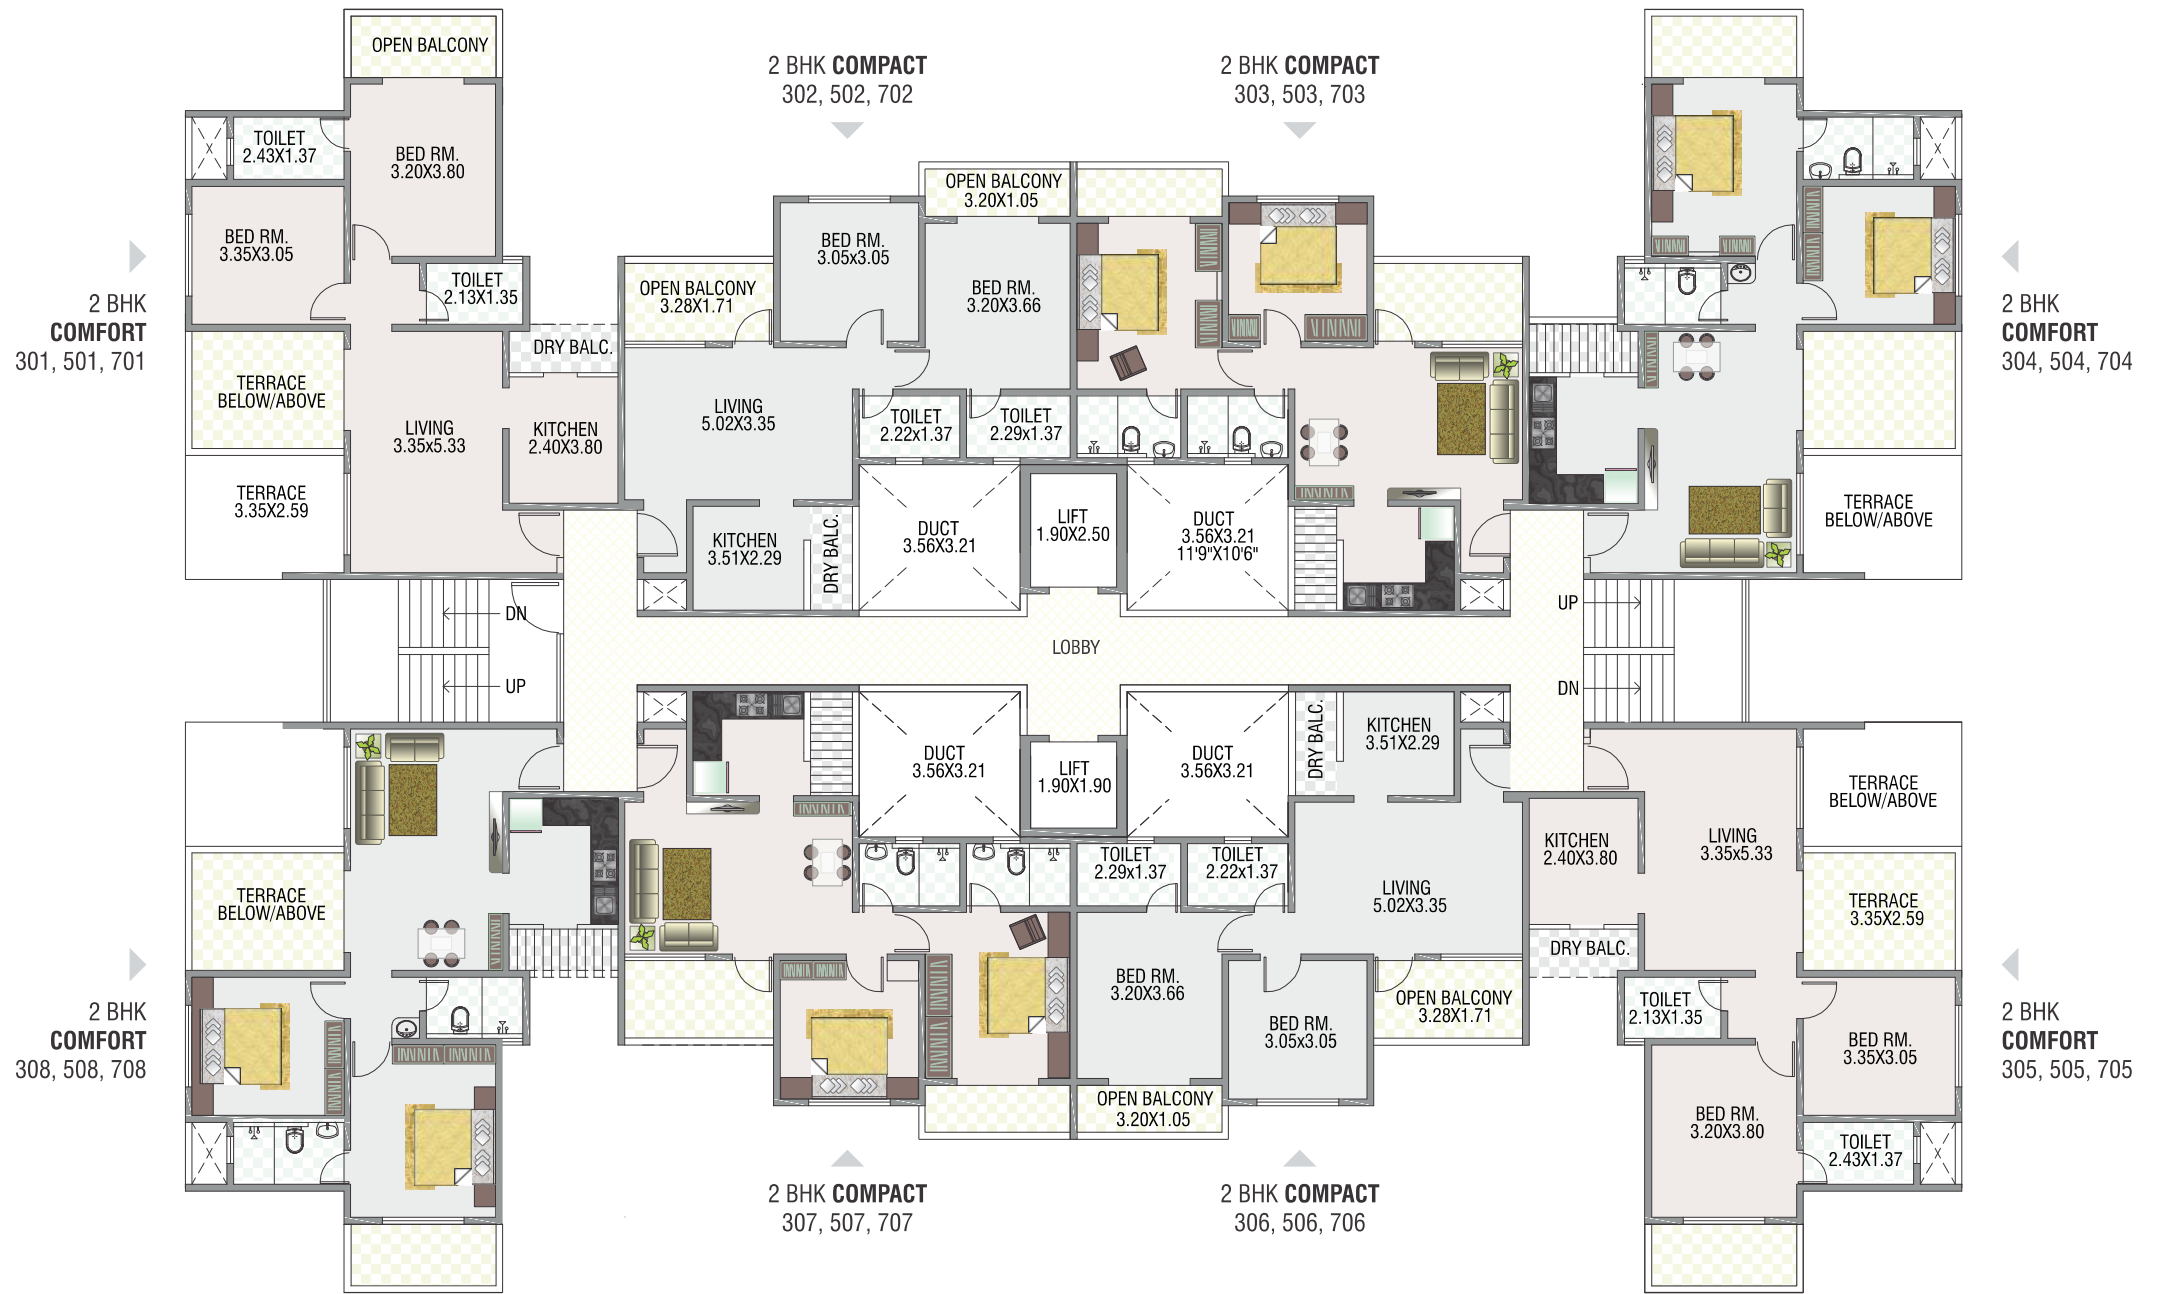 OPEN BALCONY
TOILET
2.43X1.37
BED RM.
3.20X3.80
BED RM.
3.35X3.05
TOILET
2.13X1.35
2 BHK
COMFORT
301, 501, 701
TERRACE
BELOW/ABOVE
LIVING
3.35x5.33
DRY BALC.
KITCHEN
2.40X3.80
TERRACE
3.35X2.59
2 BHK COMPACT
302, 502, 702
OPEN BALCONY
3.20X1.05
BED RM.
3.05x3.05
OPEN BALCONY
3.28X1.71
BED RM.
3.20X3.66
LIVING
5.02X3.35
TOILET
2.22x1.37
TOILET
2.29x1.37
KITCHEN
3.51X2.29
DRY BALC.
DUCT
3.56X3.21
LIFT
1.90X2.50
DUCT
3.56X3.21
11'9"X10'6"
2 BHK COMPACT
303, 503, 703
2 BHK
COMFORT
304, 504, 704
TERRACE
BELOW/ABOVE
DN
UP
LOBBY
UP
DN
DUCT
3.56X3.21
LIFT
1.90X1.90
DUCT
3.56X3.21
DRY BALC.
KITCHEN
3.51X2.29
TOILET
2.29x1.37
TOILET
2.22x1.37
LIVING
5.02X3.35
BED RM.
3.20X3.66
BED RM.
3.05x3.05
OPEN BALCONY
3.28X1.71
OPEN BALCONY
3.20X1.05
KITCHEN
2.40X3.80
LIVING
3.35x5.33
TERRACE
BELOW/ABOVE
TERRACE
3.35X2.59
DRY BALC.
TOILET
2.13X1.35
BED RM.
3.35X3.05
BED RM.
3.20X3.80
TOILET
2.43X1.37
2 BHK
COMFORT
305, 505, 705
TERRACE
BELOW/ABOVE
2 BHK
COMFORT
308, 508, 708
2 BHK COMPACT
307, 507, 707
2 BHK COMPACT
306, 506, 706